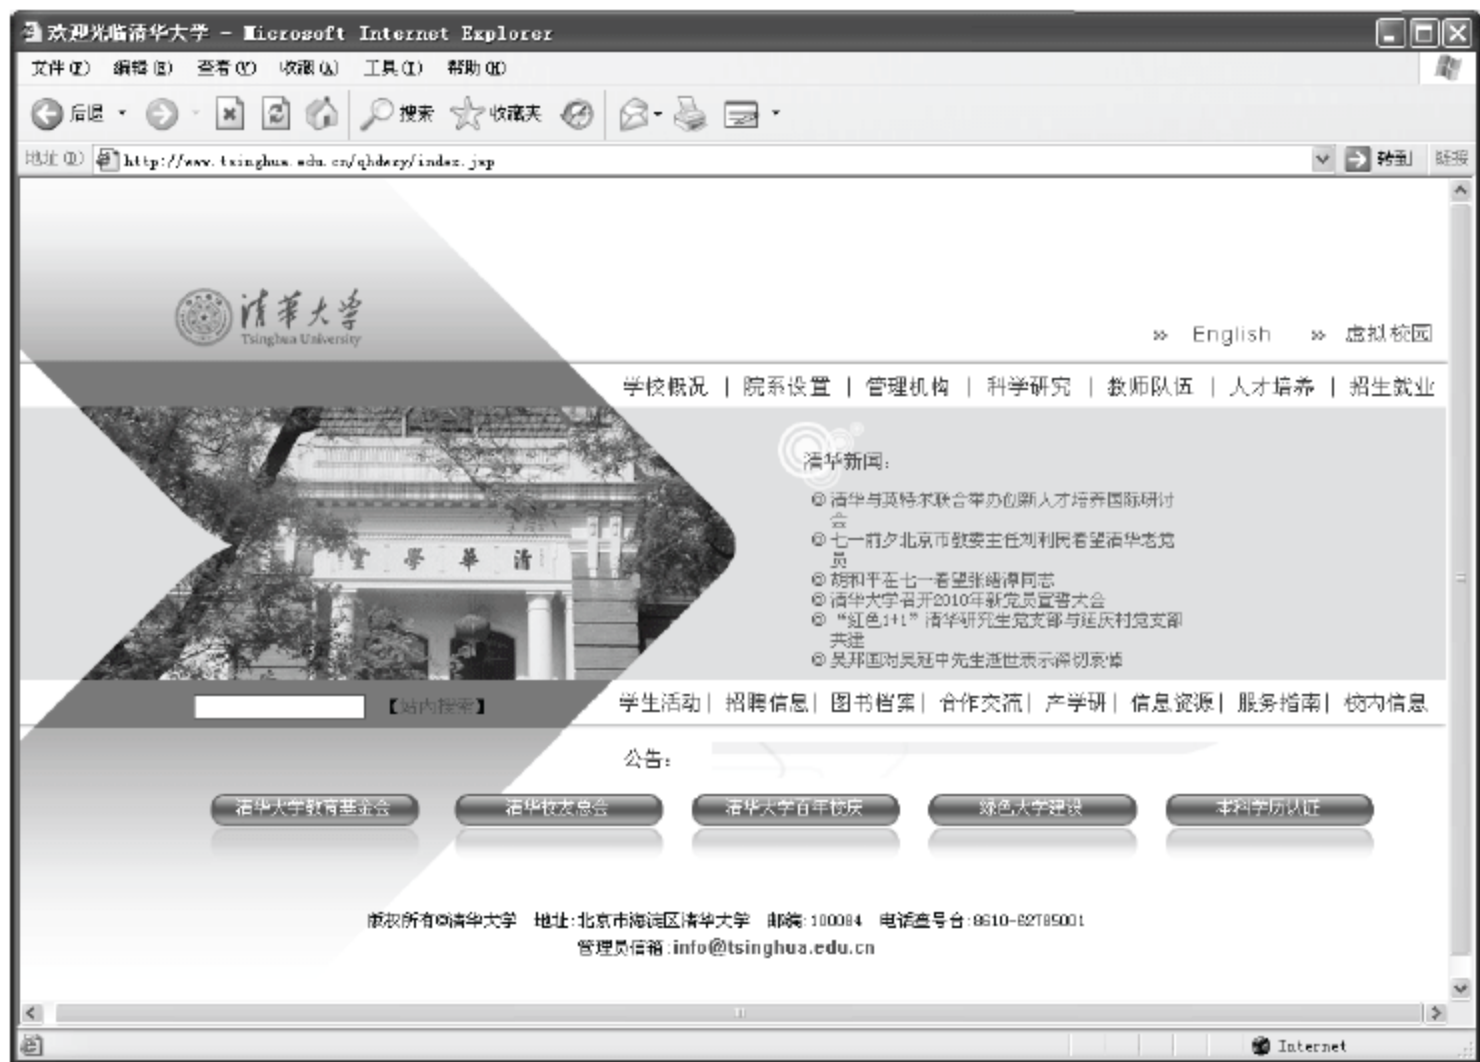 欢迎光临清华大学 - Microsoft Internet Explorer
文件(F) 编辑(E) 查看(V) 收藏(A) 工具(T) 帮助(H)
后退 搜索 收藏夹
地址(D) http://www.tsinghua.edu.cn/qhdwzy/index.jsp 转到 链接
清華大学
Tsinghua University
» English » 虚拟校园
学校概况 | 院系设置 | 管理机构 | 科学研究 | 教师队伍 | 人才培养 | 招生就业
清华新闻:
◎ 清华与英特尔联合举办创新人才培养国际研讨
会
◎ 七一前夕北京市教委主任刘利民看望清华老党
员
◎ 胡和平在七一看望张绪潭同志
◎ 清华大学召开2010年新党员宣誓大会
◎ “红色1+1”清华研究生党支部与延庆村党支部
共建
◎ 吴邦国对吴冠中先生逝世表示深切哀悼
堂 學 華 清
【站内搜索】
学生活动| 招聘信息| 图书档案| 合作交流| 产学研| 信息资源| 服务指南| 校内信息
公告:
清华大学教育基金会 清华校友总会 清华大学百年校庆 绿色大学建设 本科学历认证
版权所有©清华大学 地址:北京市海淀区清华大学 邮编:100084 电话查号台:8610-62785001
管理员信箱:info@tsinghua.edu.cn
Internet